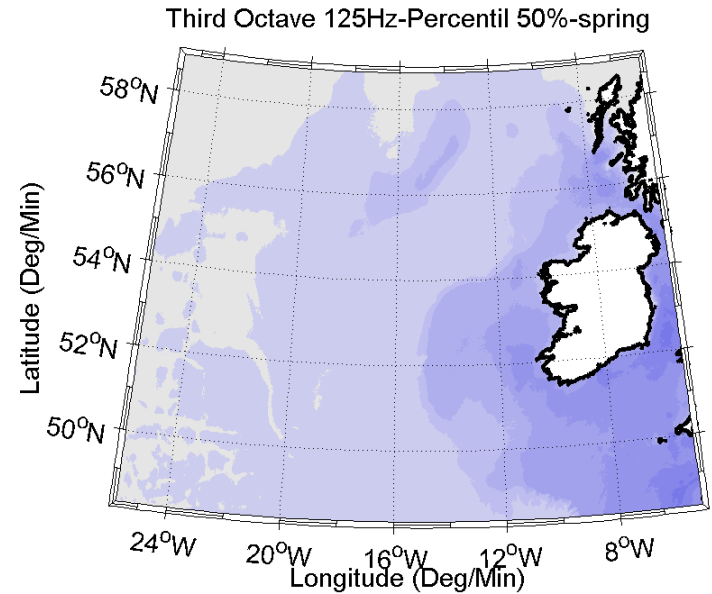 Third Octave 125Hz-Percentil 50%-spring
58°N
56°N
54°N
52°N
50°N
Latitude (Deg/Min)
24°W
20°W
16°W
12°W
8°W
Longitude (Deg/Min)